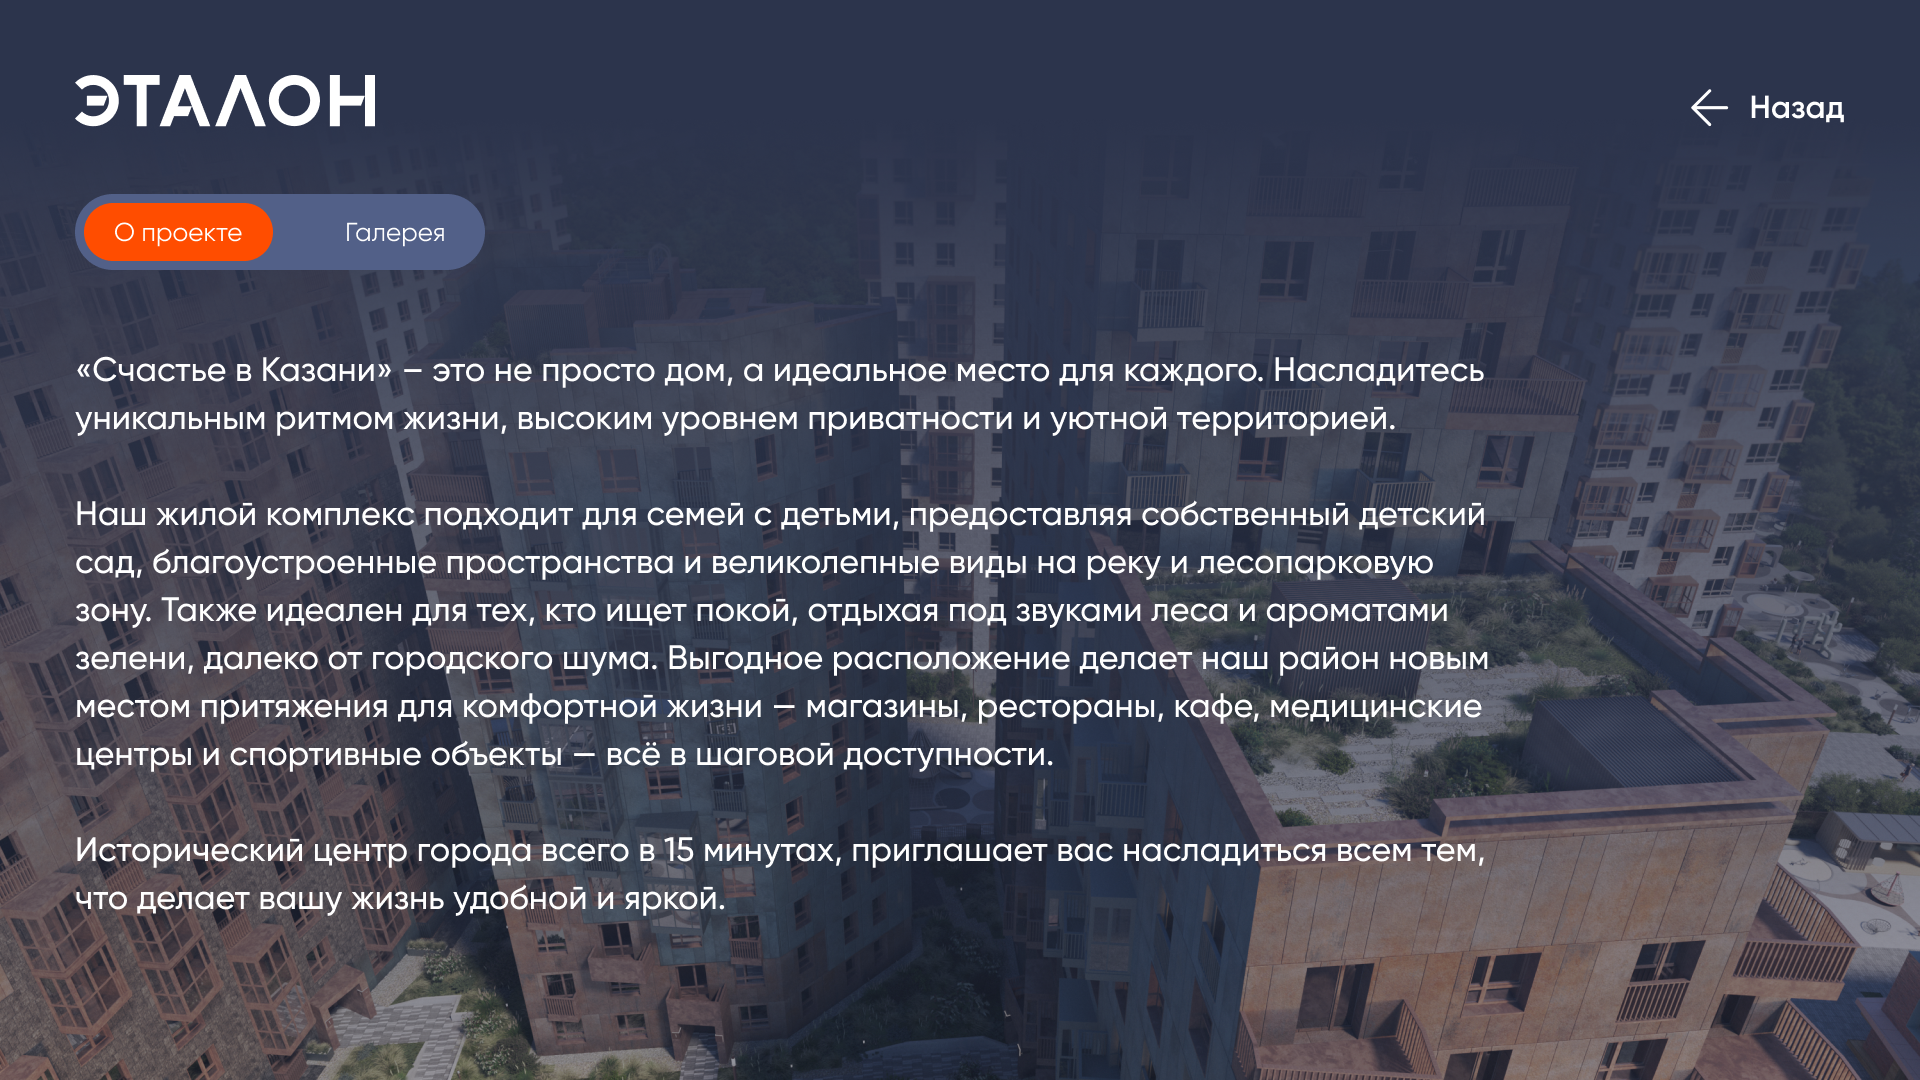 ЭТАЛОН
Назад
О проекте
Галерея
«Счастье в Казани» – это не просто дом, а идеальное место для каждого. Насладитесь
уникальным ритмом жизни, высоким уровнем приватности и уютной территорией.
Наш жилой комплекс подходит для семей с детьми, предоставляя собственный детский
сад, благоустроенные пространства и великолепные виды на реку и лесопарковую
зону. Также идеален для тех, кто ищет покой, отдыхая под звуками леса и ароматами
зелени, далеко от городского шума. Выгодное расположение делает наш район новым
местом притяжения для комфортной жизни — магазины, рестораны, кафе, медицинские
центры и спортивные объекты — всё в шаговой доступности.
Исторический центр города всего в 15 минутах, приглашает вас насладиться всем тем,
что делает вашу жизнь удобной и яркой.